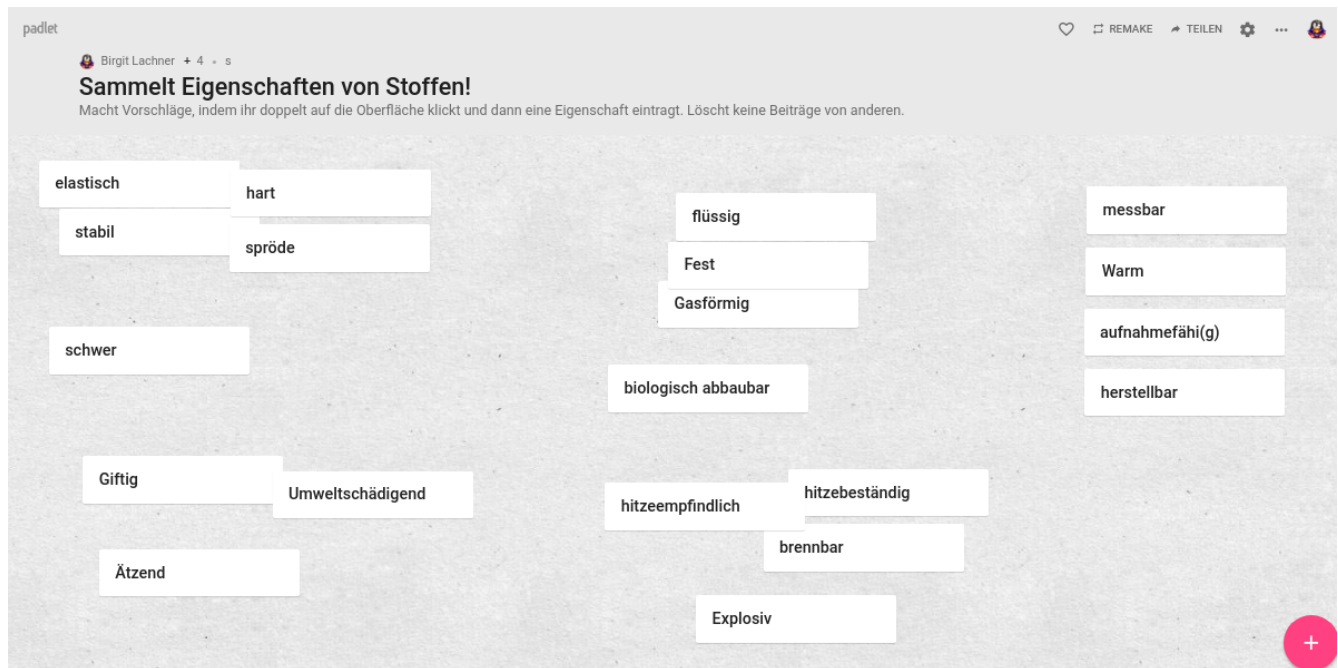 padlet
REMAKE
TEILEN
Birgit Lachner + 4 • s
Sammelt Eigenschaften von Stoffen!
Macht Vorschläge, indem ihr doppelt auf die Oberfläche klickt und dann eine Eigenschaft eintragt. Löscht keine Beiträge von anderen.
elastisch
hart
stabil
spröde
schwer
Giftig
Umweltschädigend
Ätzend
flüssig
Fest
Gasförmig
biologisch abbaubar
hitzeempfindlich
hitzebeständig
brennbar
Explosiv
messbar
Warm
aufnahmefähi(g)
herstellbar